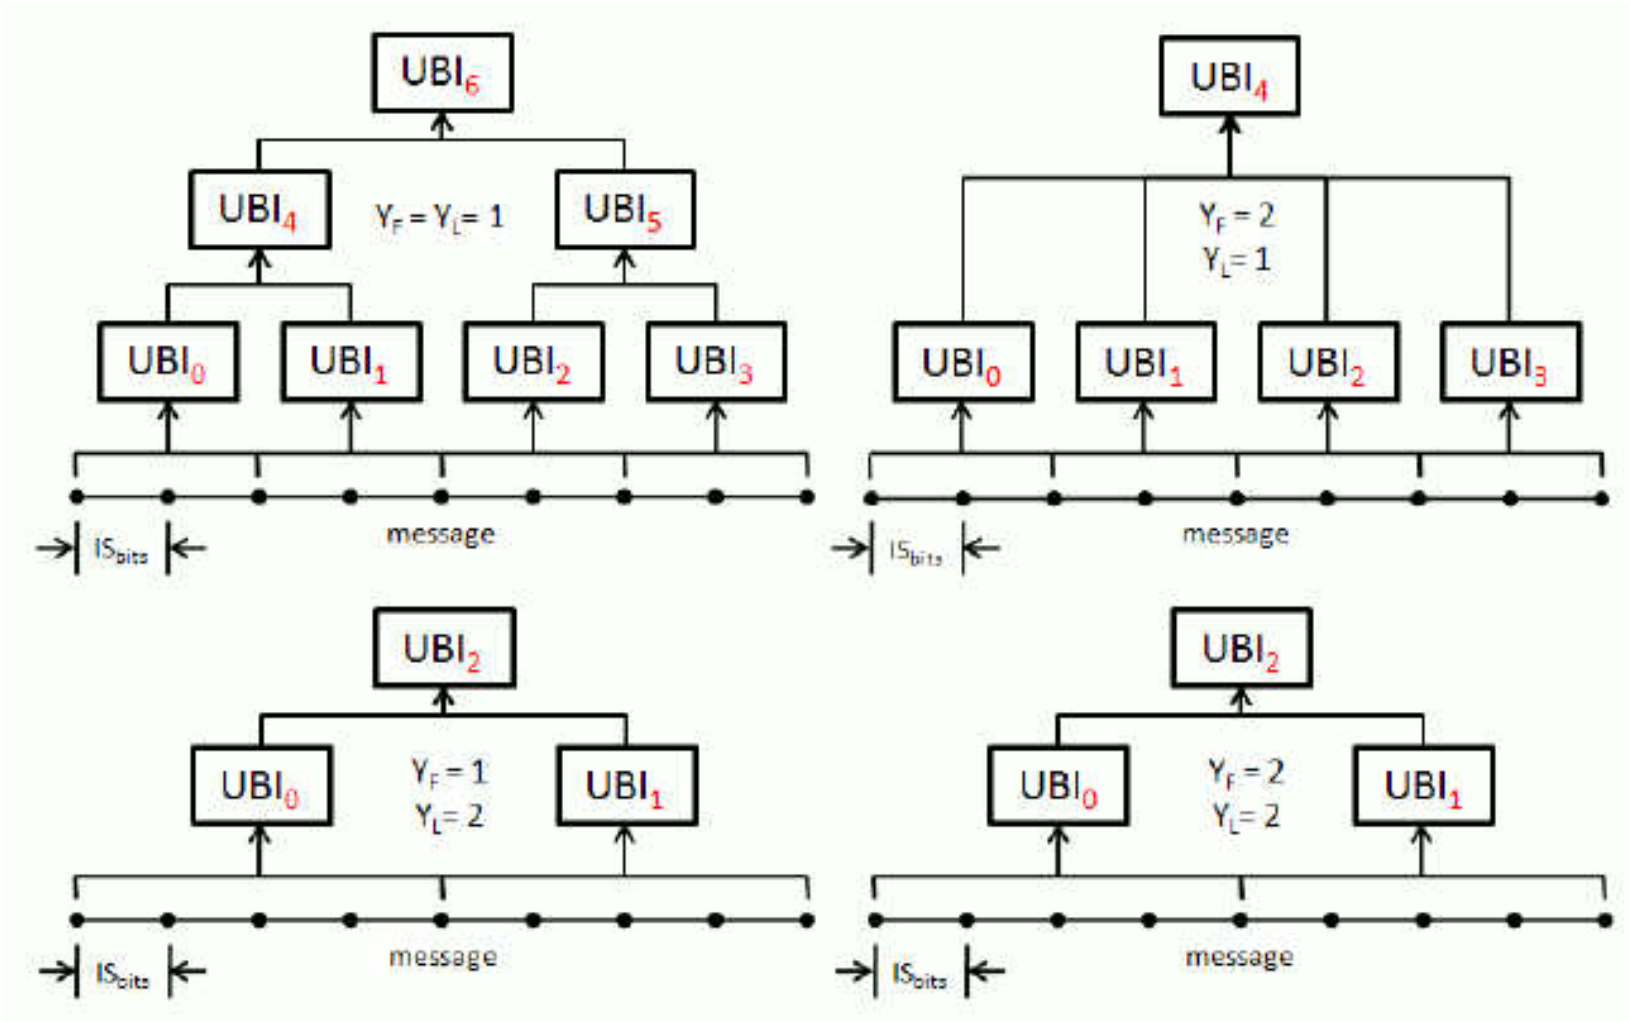 UBI6
UBI4
YF = YL= 1
UBI5
UBI0
UBI1
UBI2
UBI3
message
ISbits
UBI4
YF = 2
YL= 1
UBI0
UBI1
UBI2
UBI3
message
ISbits
UBI2
UBI0
YF = 1
YL= 2
UBI1
message
ISbits
UBI2
UBI0
YF = 2
YL= 2
UBI1
message
ISbits